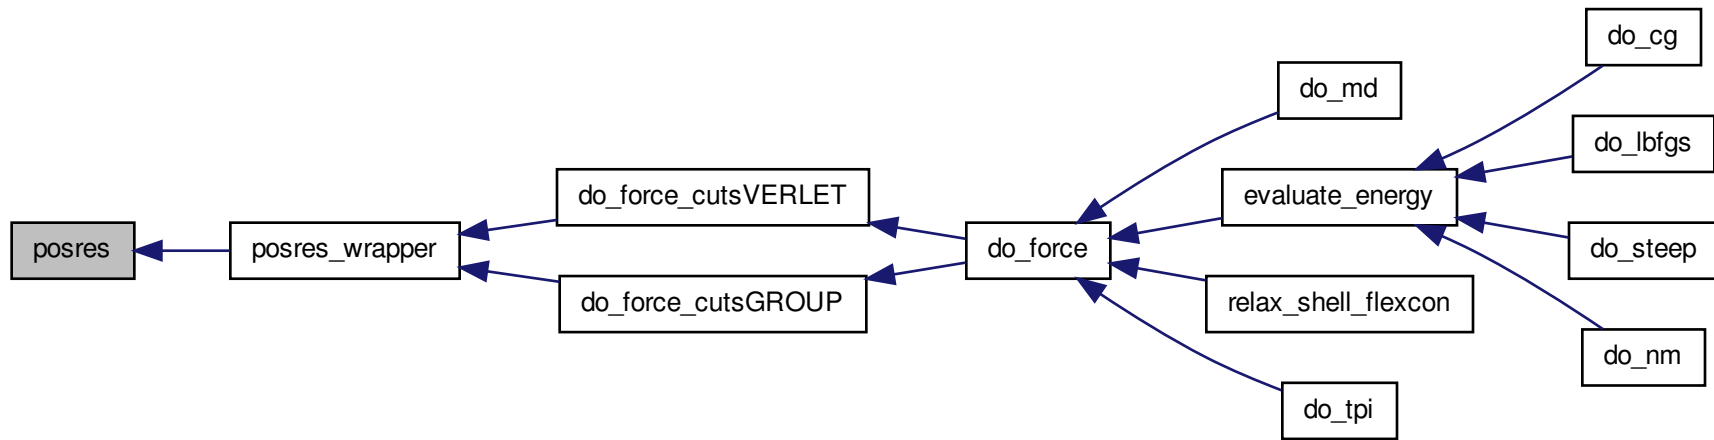 posres
posres_wrapper
do_force_cutsVERLET
do_force_cutsGROUP
do_force
do_md
evaluate_energy
relax_shell_flexcon
do_tpi
do_cg
do_lbfgs
do_steep
do_nm